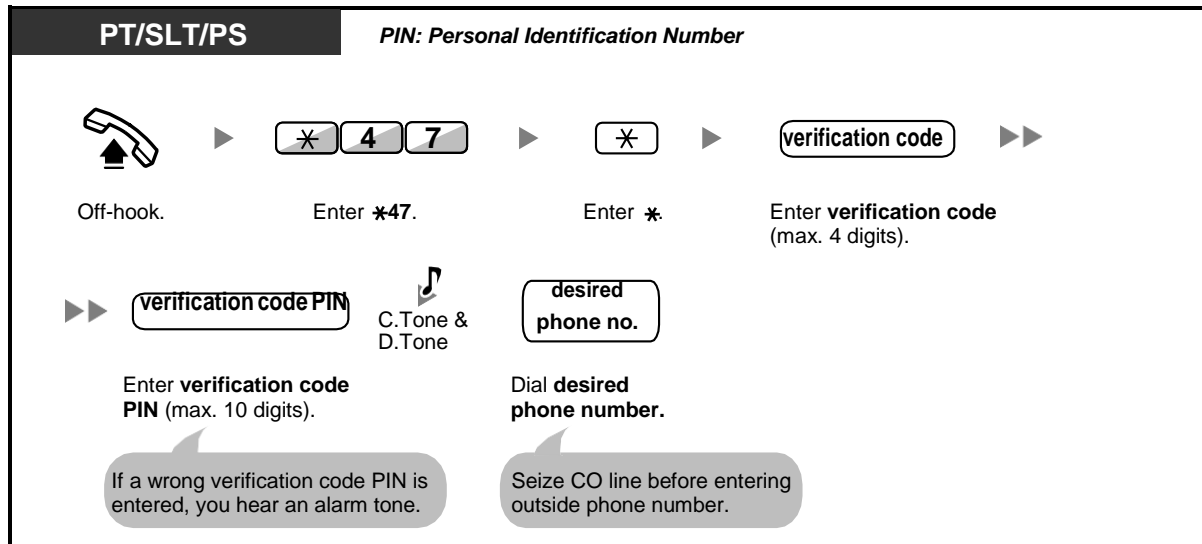 PT/SLT/PS
PIN: Personal Identification Number
* 4 7
*
verification code
Off-hook.
Enter *47.
Enter *.
Enter verification code
(max. 4 digits).
verification code PIN
C.Tone &
D.Tone
desired
phone no.
Enter verification code
PIN (max. 10 digits).
Dial desired
phone number.
If a wrong verification code PIN is
entered, you hear an alarm tone.
Seize CO line before entering
outside phone number.